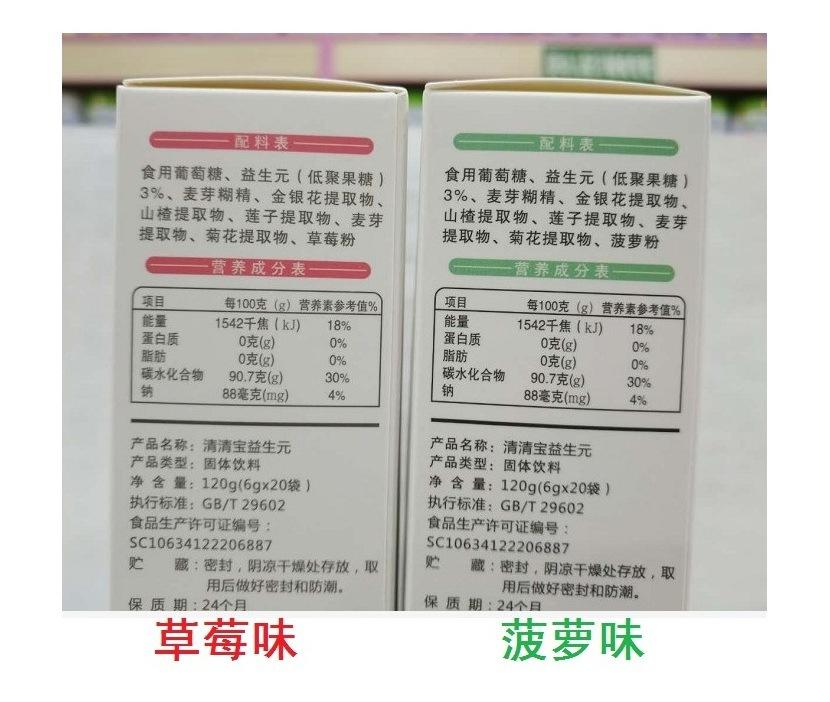 配料表
食用葡萄糖、益生元（低聚果糖）
3%、麦芽糊精、金银花提取物、
山楂提取物、莲子提取物、麦芽
提取物、菊花提取物、草莓粉
营养成分表
项目 每100克（g） 营养素参考值%
能量 1542千焦（kJ） 18%
蛋白质 0克(g) 0%
脂肪 0克(g) 0%
碳水化合物 90.7克(g) 30%
钠 88毫克(mg) 4%
产品名称：清清宝益生元
产品类型：固体饮料
净 含 量：120g(6gx20袋）
执行标准：GB/T 29602
食品生产许可证编号：
SC10634122206887
贮 藏：密封，阴凉干燥处存放，取
用后做好密封和防潮。
保 质 期：24个月
配料表
食用葡萄糖、益生元（低聚果糖）
3%、麦芽糊精、金银花提取物、
山楂提取物、莲子提取物、麦芽
提取物、菊花提取物、菠萝粉
营养成分表
项目 每100克（g） 营养素参考值%
能量 1542千焦（kJ） 18%
蛋白质 0克(g) 0%
脂肪 0克(g) 0%
碳水化合物 90.7克(g) 30%
钠 88毫克(mg) 4%
产品名称：清清宝益生元
产品类型：固体饮料
净 含 量：120g(6gx20袋）
执行标准：GB/T 29602
食品生产许可证编号：
SC10634122206887
贮 藏：密封，阴凉干燥处存放，取
用后做好密封和防潮。
保 质 期：24个月
草莓味
菠萝味